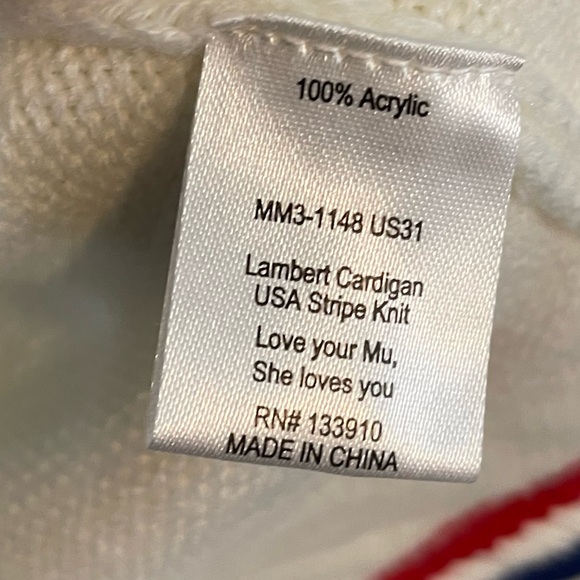 100% Acrylic
MM3-1148 US31
Lambert Cardigan
USA Stripe Knit
Love your Mu,
She loves you
RN# 133910
MADE IN CHINA